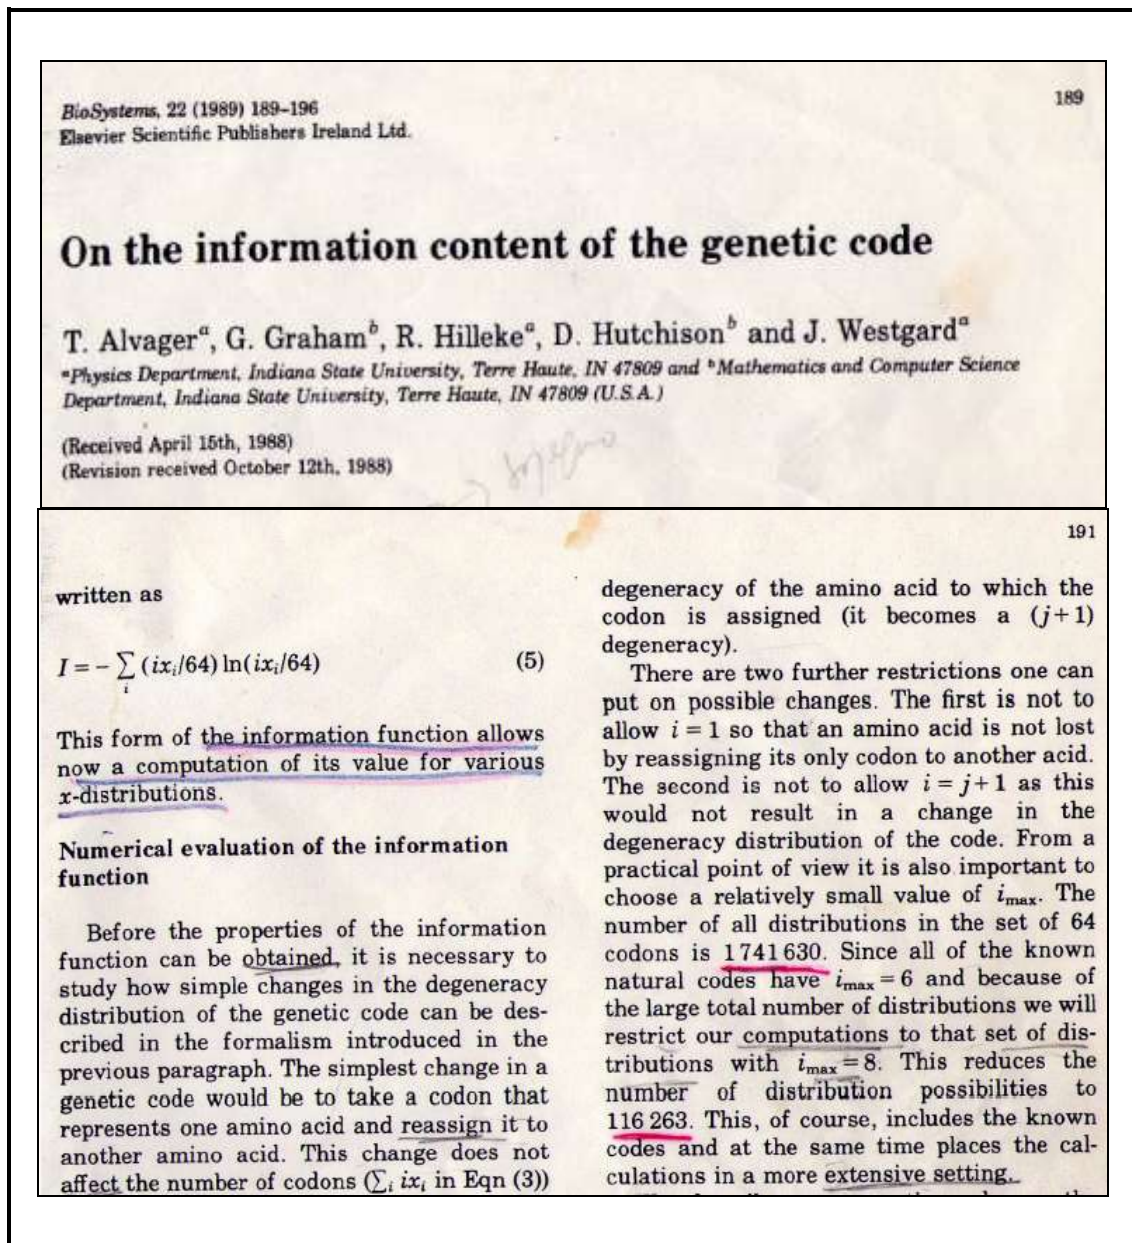 BioSystems, 22 (1989) 189–196
189
Elsevier Scientific Publishers Ireland Ltd.
On the information content of the genetic code
T. Alvagerᵃ, G. Grahamᵇ, R. Hillekeᵃ, D. Hutchisonᵇ and J. Westgardᵃ
ᵃPhysics Department, Indiana State University, Terre Haute, IN 47809 and ᵇMathematics and Computer Science
Department, Indiana State University, Terre Haute, IN 47809 (U.S.A.)
(Received April 15th, 1988)
(Revision received October 12th, 1988)
191
written as
I = − ∑ᵢ (ixᵢ/64) ln(ixᵢ/64) (5)
This form of the information function allows
now a computation of its value for various
x-distributions.
Numerical evaluation of the information
function
Before the properties of the information
function can be obtained, it is necessary to
study how simple changes in the degeneracy
distribution of the genetic code can be des-
cribed in the formalism introduced in the
previous paragraph. The simplest change in a
genetic code would be to take a codon that
represents one amino acid and reassign it to
another amino acid. This change does not
affect the number of codons (∑ᵢ ixᵢ in Eqn (3))
degeneracy of the amino acid to which the
codon is assigned (it becomes a (j+1)
degeneracy).
There are two further restrictions one can
put on possible changes. The first is not to
allow i = 1 so that an amino acid is not lost
by reassigning its only codon to another acid.
The second is not to allow i = j+1 as this
would not result in a change in the
degeneracy distribution of the code. From a
practical point of view it is also important to
choose a relatively small value of iₘₐₓ. The
number of all distributions in the set of 64
codons is 1 741 630. Since all of the known
natural codes have iₘₐₓ = 6 and because of
the large total number of distributions we will
restrict our computations to that set of dis-
tributions with iₘₐₓ = 8. This reduces the
number of distribution possibilities to
116 263. This, of course, includes the known
codes and at the same time places the cal-
culations in a more extensive setting.